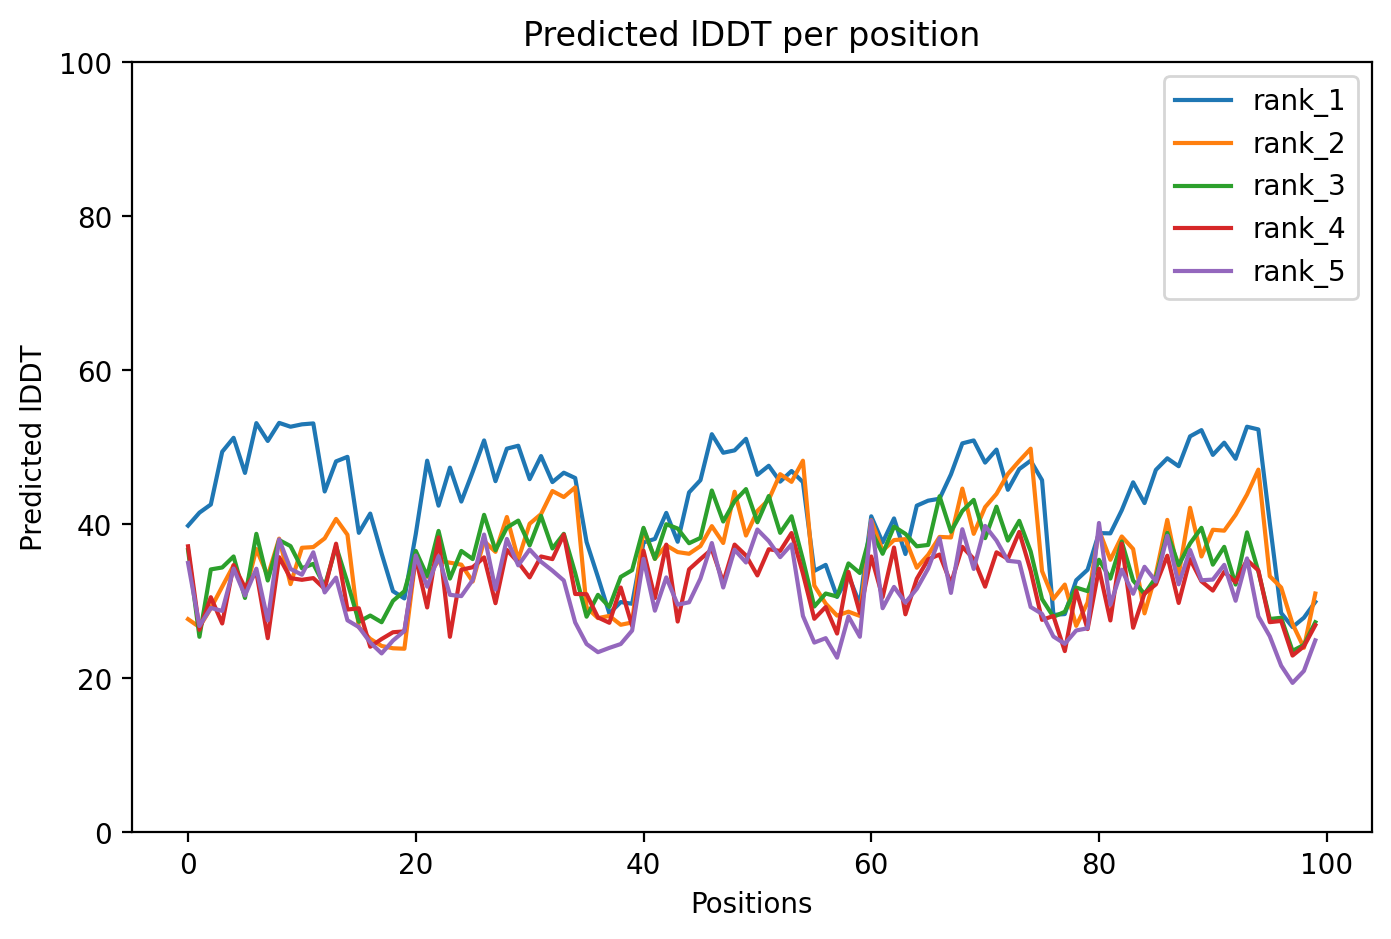 Predicted lDDT per position
100
80
60
40
20
0
Predicted lDDT
rank_1
rank_2
rank_3
rank_4
rank_5
0 20 40 60 80 100
Positions